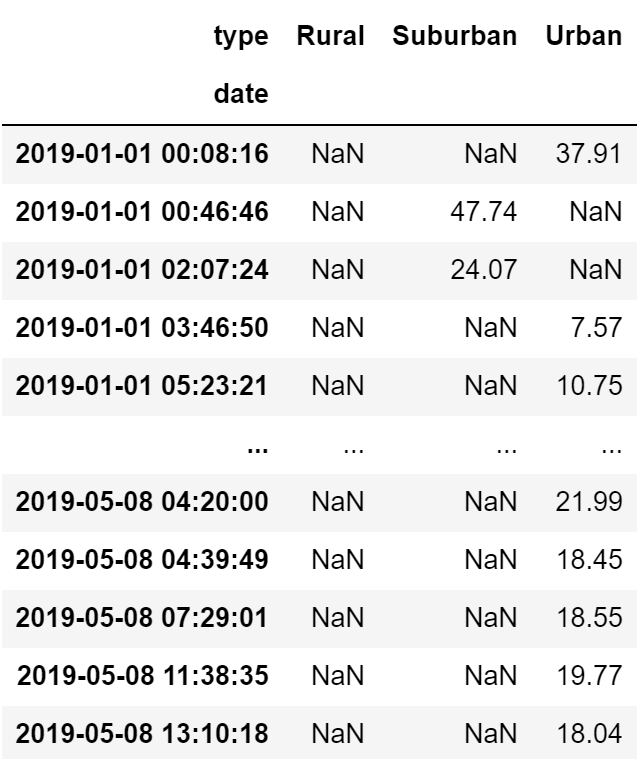 type Rural Suburban Urban
date
2019-01-01 00:08:16 NaN NaN 37.91
2019-01-01 00:46:46 NaN 47.74 NaN
2019-01-01 02:07:24 NaN 24.07 NaN
2019-01-01 03:46:50 NaN NaN 7.57
2019-01-01 05:23:21 NaN NaN 10.75
... ... ... ...
2019-05-08 04:20:00 NaN NaN 21.99
2019-05-08 04:39:49 NaN NaN 18.45
2019-05-08 07:29:01 NaN NaN 18.55
2019-05-08 11:38:35 NaN NaN 19.77
2019-05-08 13:10:18 NaN NaN 18.04